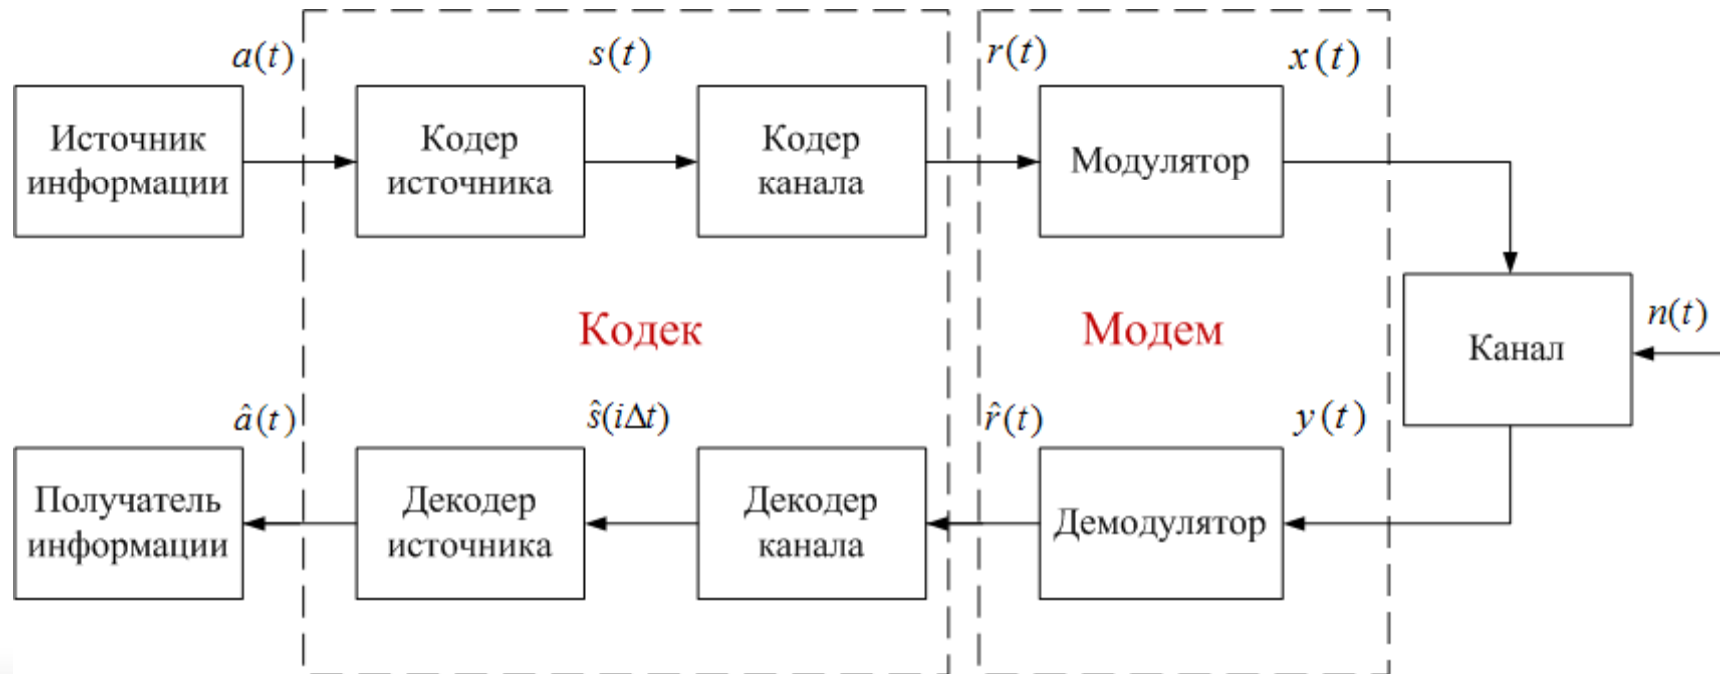 a(t)
s(t)
r(t)
x(t)
Источник
информации
Кодер
источника
Кодер
канала
Модулятор
Кодек
Модем
Канал
n(t)
â(t)
ŝ(iΔt)
r̂(t)
y(t)
Получатель
информации
Декодер
источника
Декодер
канала
Демодулятор